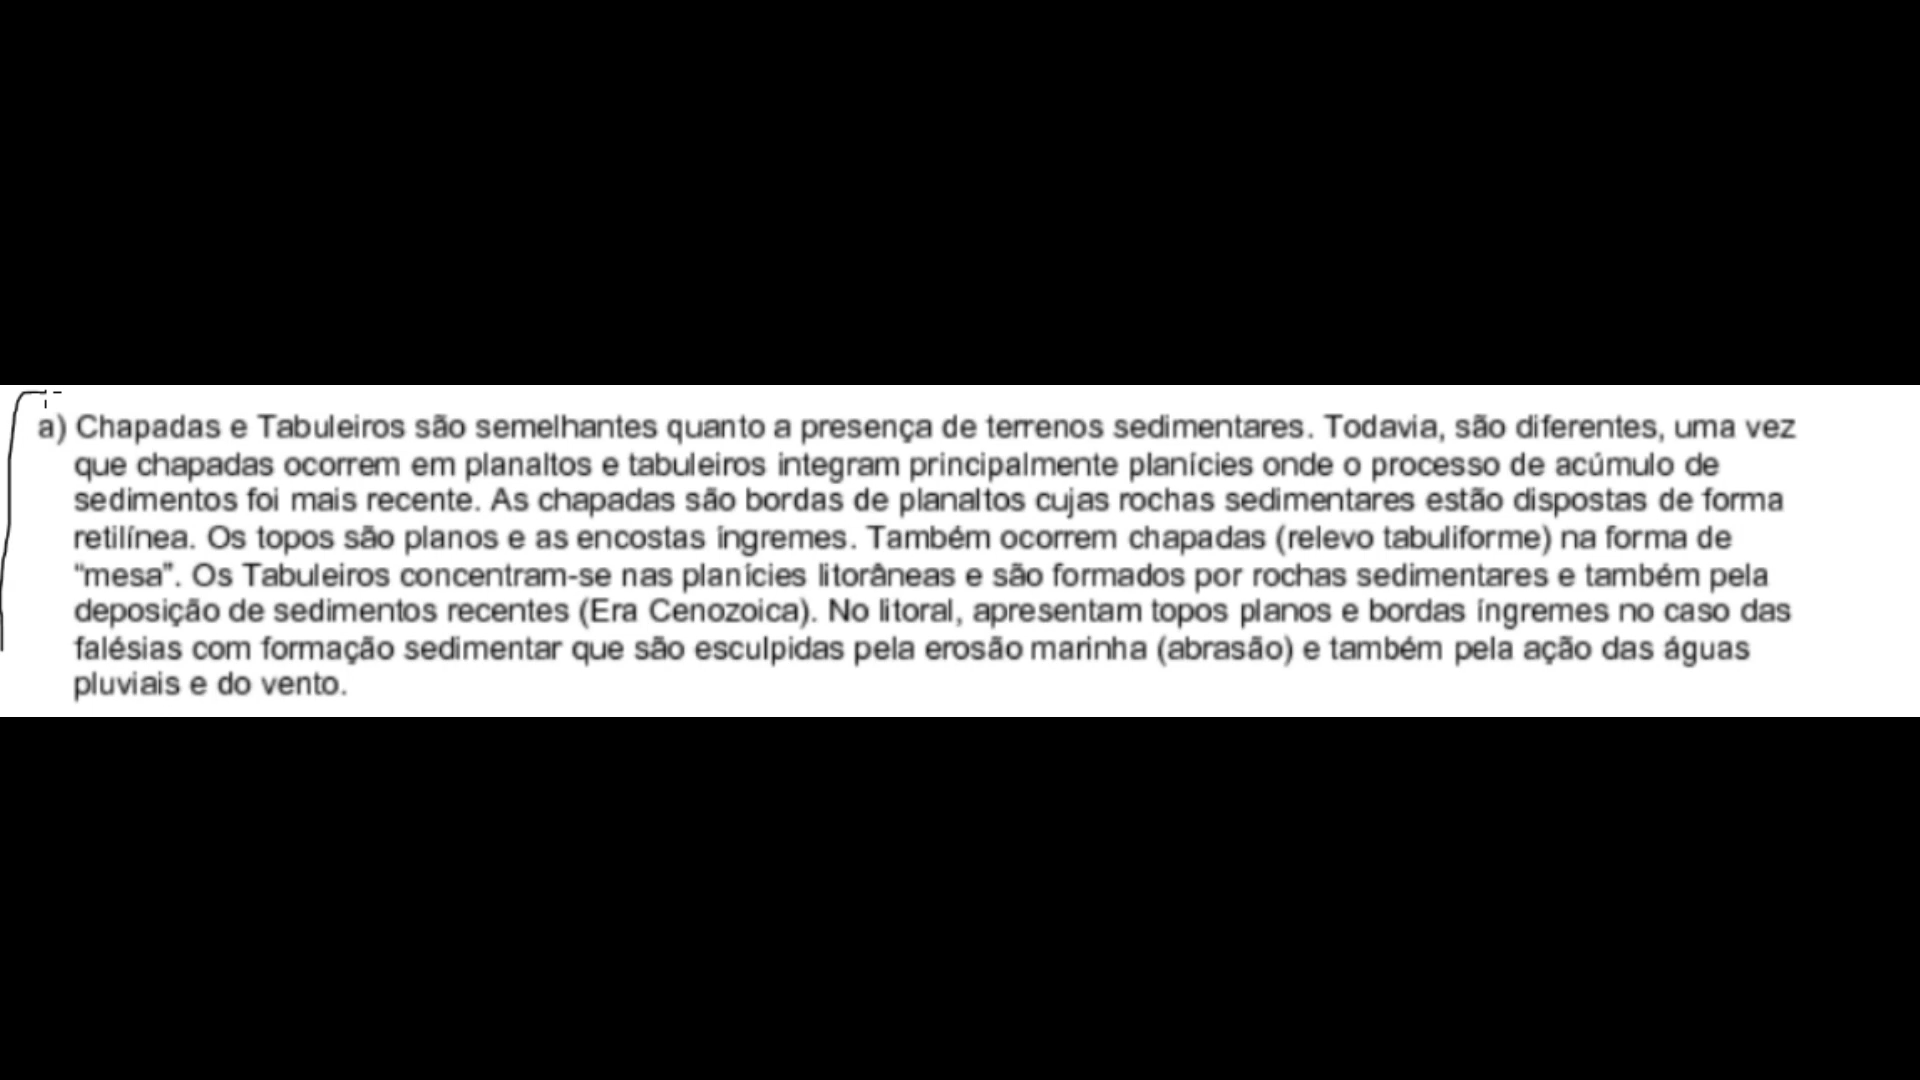 a) Chapadas e Tabuleiros são semelhantes quanto a presença de terrenos sedimentares. Todavia, são diferentes, uma vez
que chapadas ocorrem em planaltos e tabuleiros integram principalmente planícies onde o processo de acúmulo de
sedimentos foi mais recente. As chapadas são bordas de planaltos cujas rochas sedimentares estão dispostas de forma
retilínea. Os topos são planos e as encostas íngremes. Também ocorrem chapadas (relevo tabuliforme) na forma de
“mesa”. Os Tabuleiros concentram-se nas planícies litorâneas e são formados por rochas sedimentares e também pela
deposição de sedimentos recentes (Era Cenozoica). No litoral, apresentam topos planos e bordas íngremes no caso das
falésias com formação sedimentar que são esculpidas pela erosão marinha (abrasão) e também pela ação das águas
pluviais e do vento.